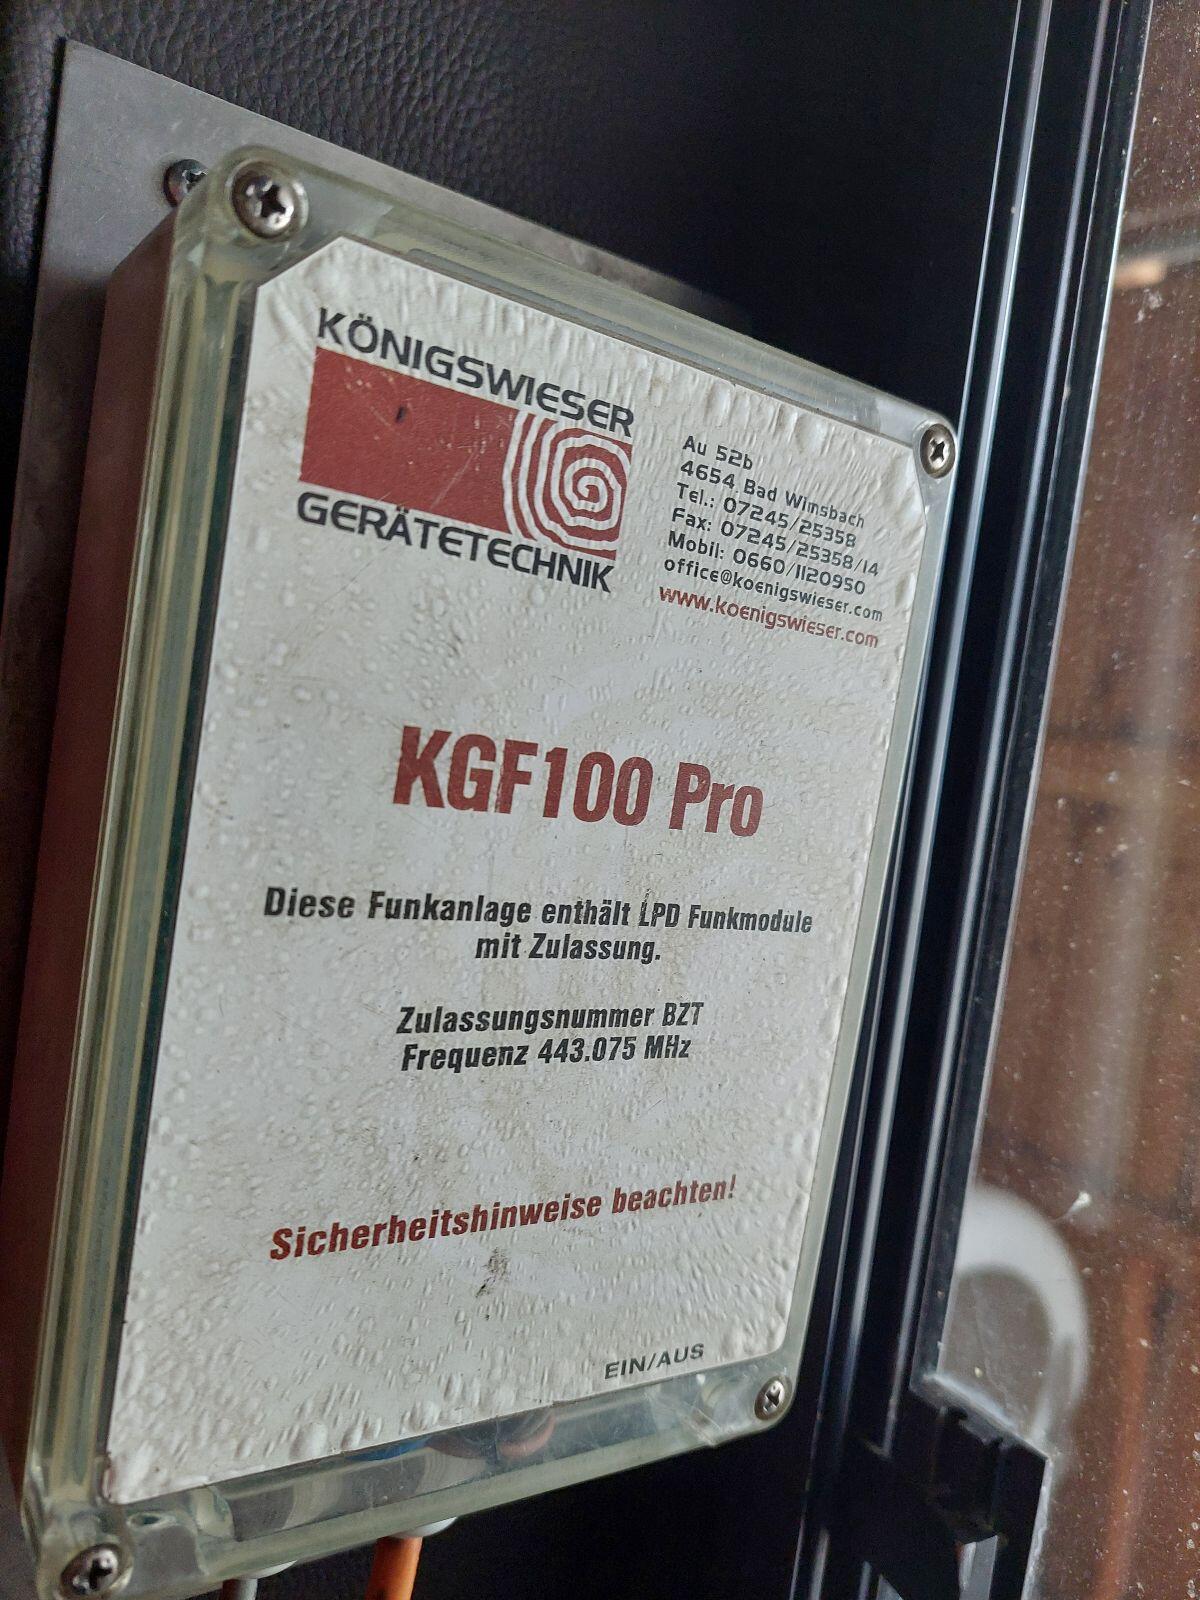 KÖNIGSWIESER
GERÄTETECHNIK
Au 52b
4654 Bad Wimsbach
Tel.: 07245/25358
Fax: 07245/25358/14
Mobil: 0660/1120950
office@koenigswieser.com
www.koenigswieser.com
KGF100 Pro
Diese Funkanlage enthält LPD Funkmodule
mit Zulassung.
Zulassungsnummer BZT
Frequenz 443.075 MHz
Sicherheitshinweise beachten!
EIN/AUS